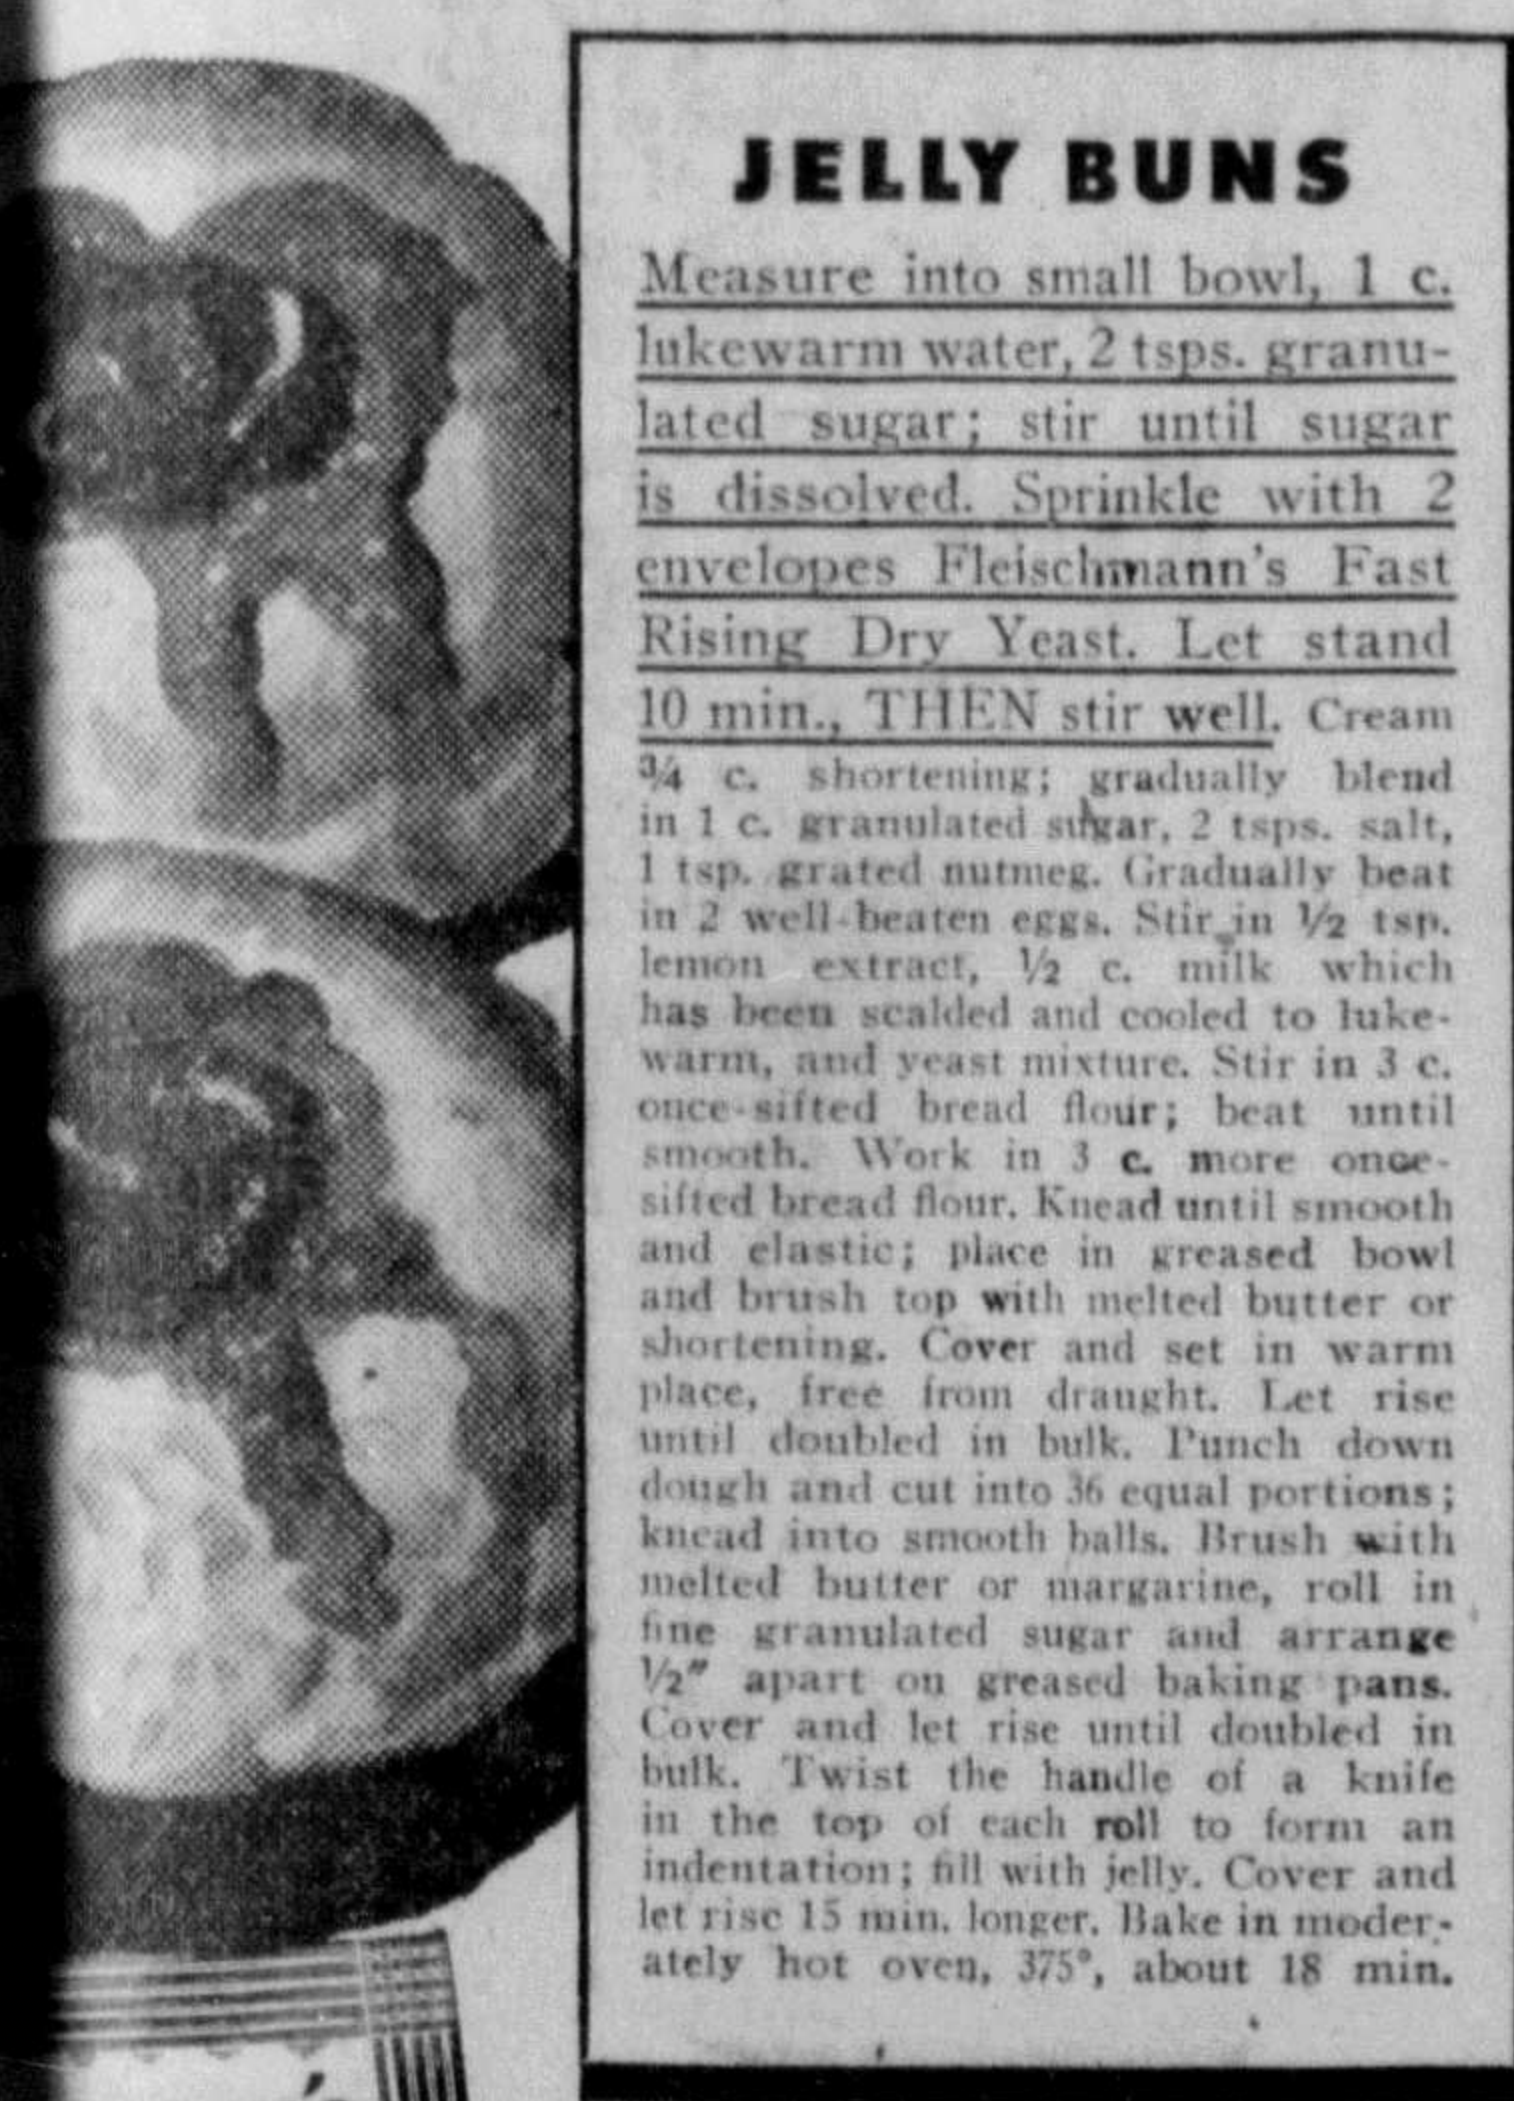 JELLY BUNS
Measure into small bowl, 1 c.
lukewarm water, 2 tsps. granu-
lated sugar; stir until sugar
is dissolved. Sprinkle with 2
envelopes Fleischmann's Fast
Rising Dry Yeast. Let stand
10 min., THEN stir well. Cream
¾ c. shortening; gradually blend
in 1 c. granulated sugar, 2 tsps. salt,
1 tsp. grated nutmeg. Gradually beat
in 2 well-beaten eggs. Stir in ½ tsp.
lemon extract, ½ c. milk which
has been scalded and cooled to luke-
warm, and yeast mixture. Stir in 3 c.
once-sifted bread flour; beat until
smooth. Work in 3 c. more once-
sifted bread flour. Knead until smooth
and elastic; place in greased bowl
and brush top with melted butter or
shortening. Cover and set in warm
place, free from draught. Let rise
until doubled in bulk. Punch down
dough and cut into 36 equal portions;
knead into smooth balls. Brush with
melted butter or margarine, roll in
fine granulated sugar and arrange
½″ apart on greased baking pans.
Cover and let rise until doubled in
bulk. Twist the handle of a knife
in the top of each roll to form an
indentation; fill with jelly. Cover and
let rise 15 min. longer. Bake in moder-
ately hot oven, 375°, about 18 min.